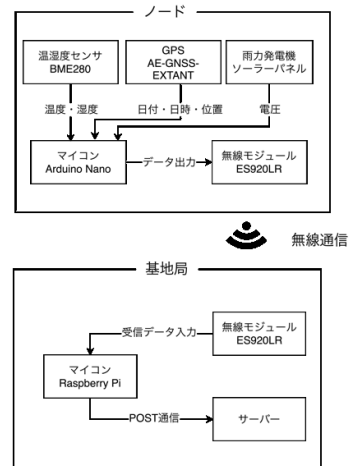 ノード
温湿度センサ
BME280
GPS
AE-GNSS-
EXTANT
雨力発電機
ソーラーパネル
温度・湿度
日付・日時・位置
電圧
マイコン
Arduino Nano
データ出力
無線モジュール
ES920LR
無線通信
基地局
受信データ入力
無線モジュール
ES920LR
マイコン
Raspberry Pi
POST通信
サーバー